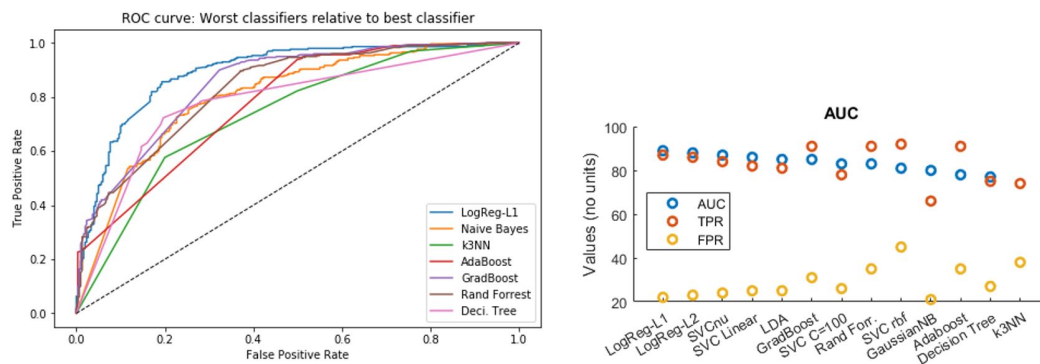 ROC curve: Worst classifiers relative to best classifier
True Positive Rate
1.0
0.8
0.6
0.4
0.2
0.0
0.0
0.2
0.4
0.6
0.8
1.0
False Positive Rate
LogReg-L1
Naive Bayes
k3NN
AdaBoost
GradBoost
Rand Forrest
Deci. Tree
AUC
Values (no units)
100
80
60
40
20
AUC
TPR
FPR
LogReg-L1
LogReg-L2
SVCnu
SVC Linear
LDA
GradBoost
SVC C=100
Rand Forr.
SVC rbf
GaussianNB
Adaboost
Decision Tree
k3NN